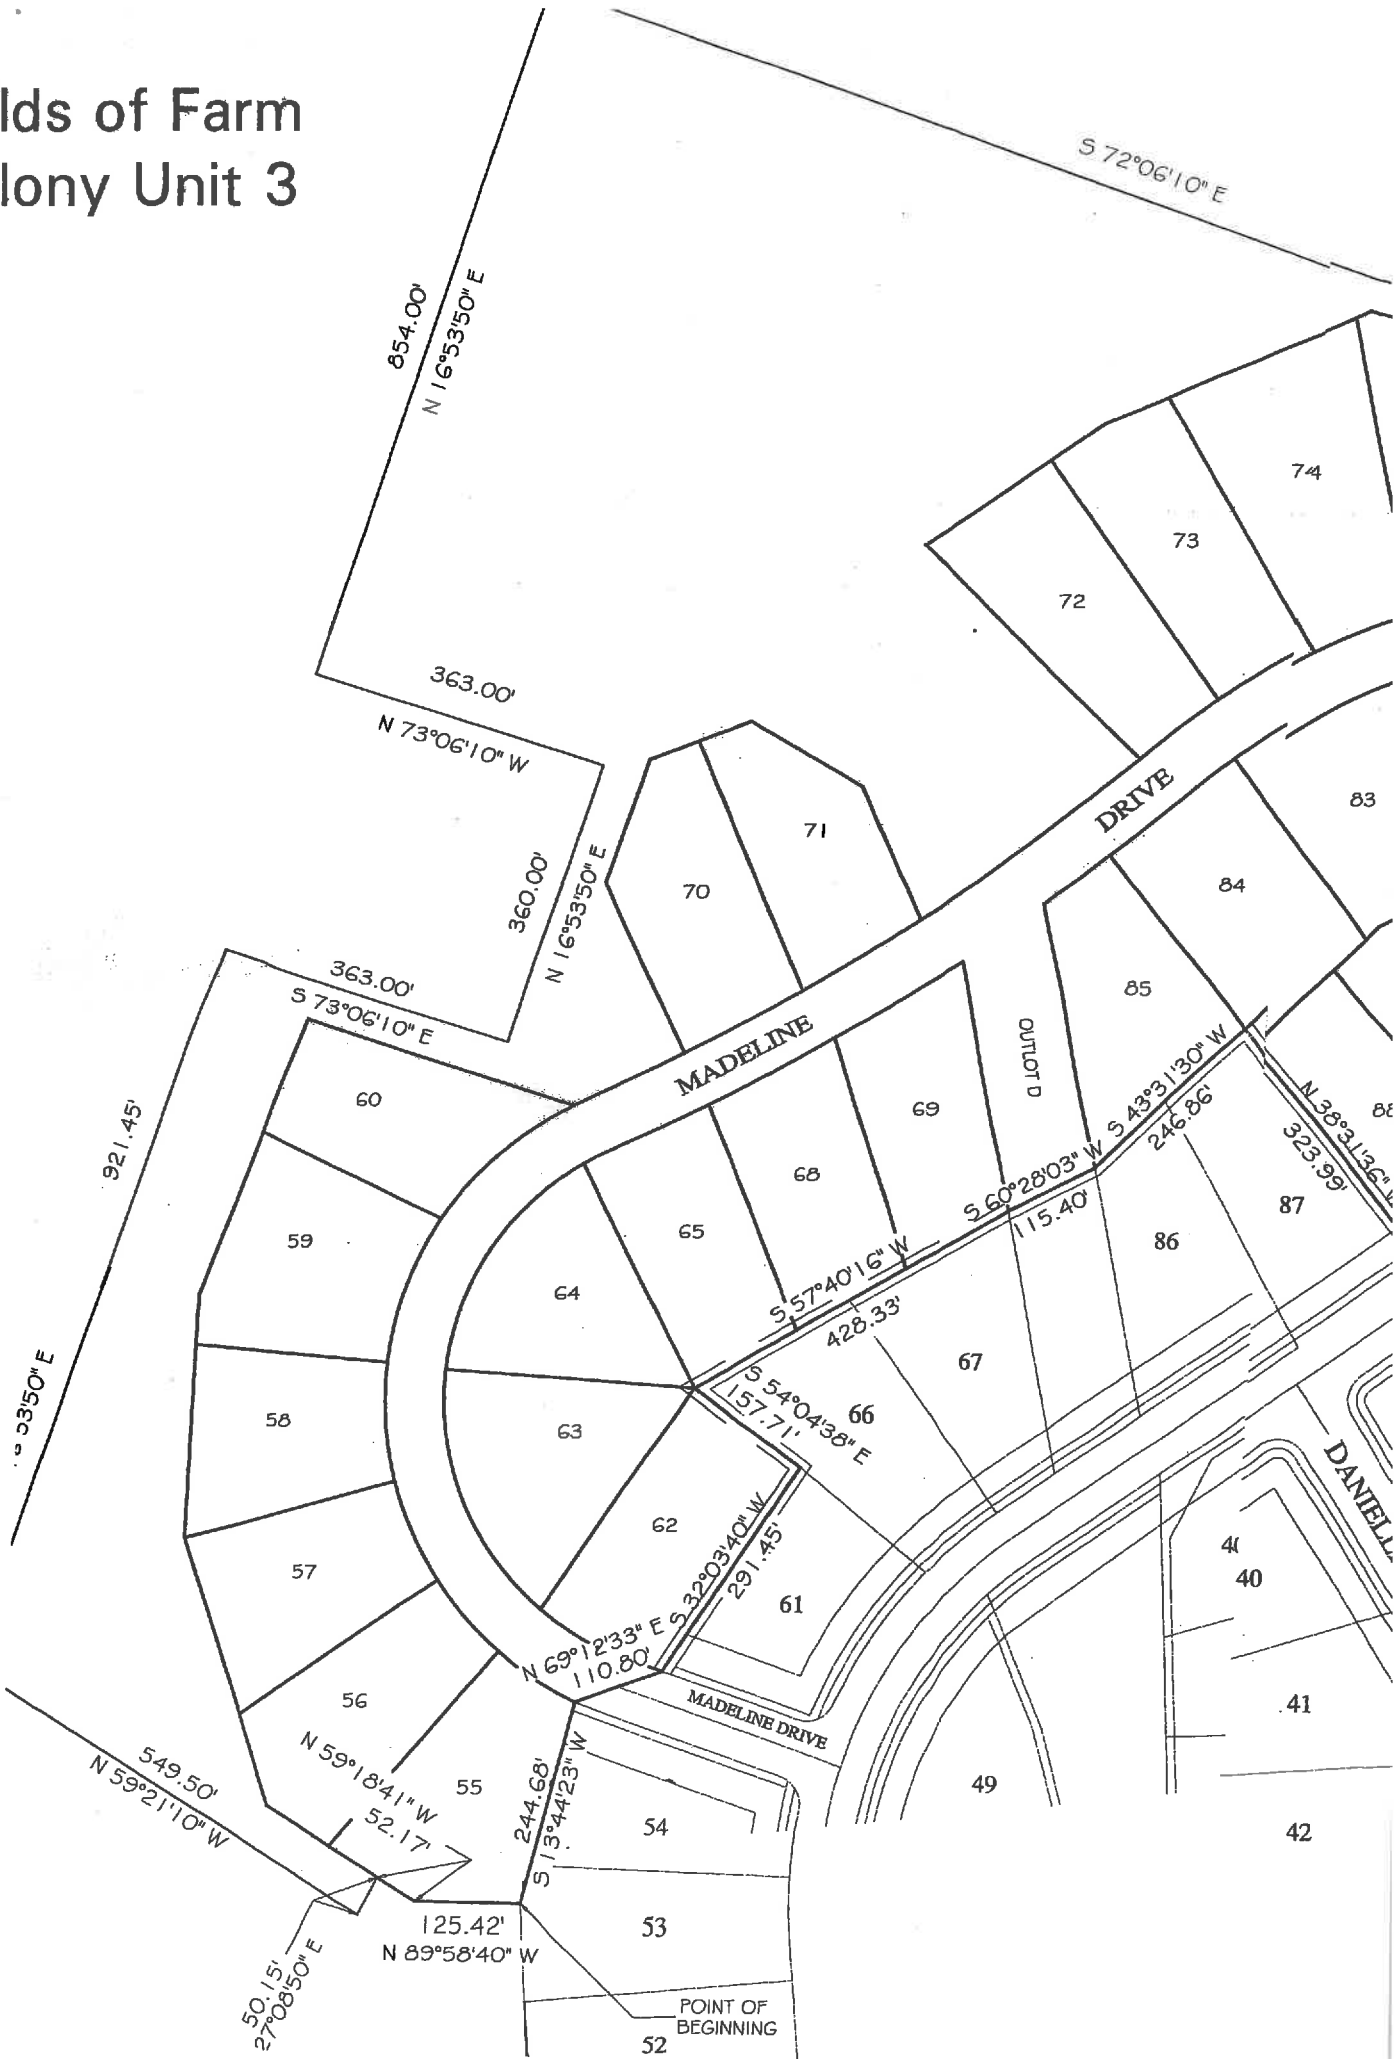 lds of Farm
lony Unit 3
S 72°06'10" E
854.00'
N 16°53'50" E
74
73
72
363.00'
N 73°06'10" W
DRIVE
83
71
70
84
360.00'
N 16°53'50" E
363.00'
S 73°06'10" E
85
MADELINE
OUTLOT D
S 43°31'30" W
246.86'
N 38°31'36" W
323.99'
88
60
69
921.45'
68
S 60°28'03" W
115.40'
87
86
65
59
S 57°40'16" W
428.33'
64
67
53'50" E
S 54°04'38" E
157.71'
66
58
63
DANIELL
62
S 32°03'40" W
291.45'
40
57
61
N 69°12'33" E
110.80'
56
MADELINE DRIVE
41
549.50'
N 59°21'10" W
N 59°18'41" W
52.17'
55
244.68'
S 13°44'23" W
49
54
42
125.42'
N 89°58'40" W
53
50.15'
27°08'50" E
POINT OF
BEGINNING
52